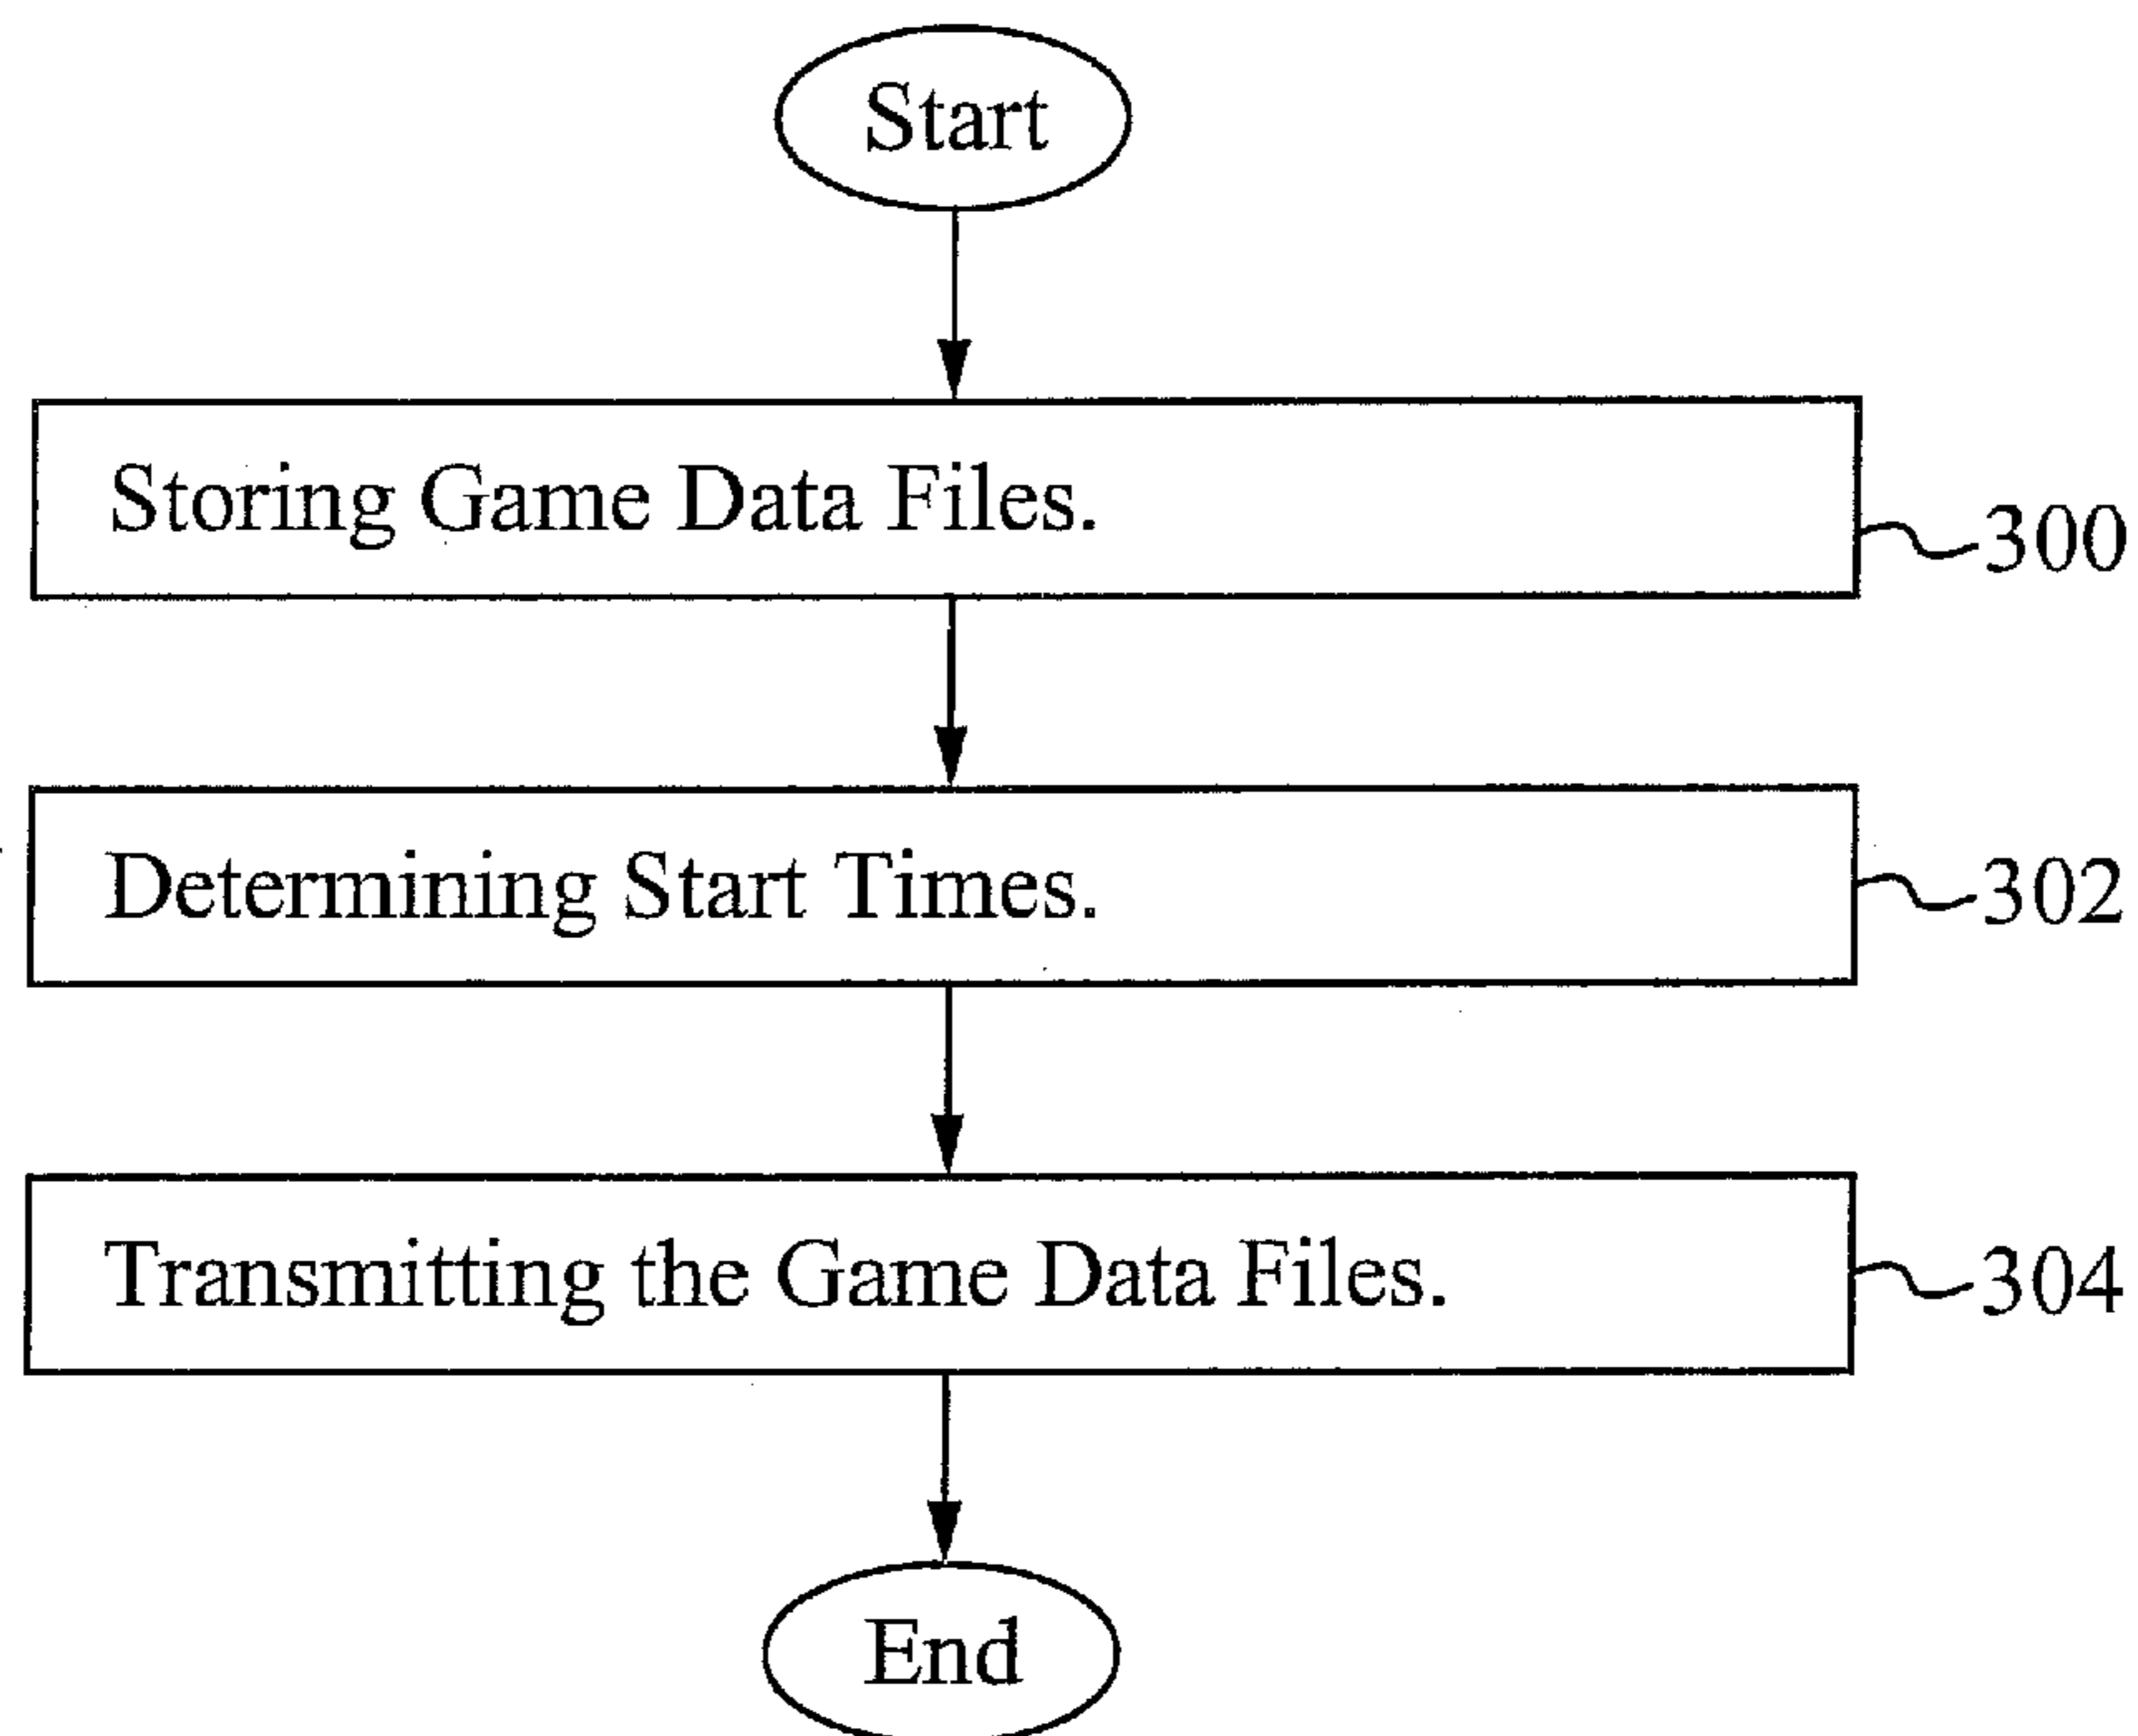 Start
Storing Game Data Files.
300
Determining Start Times.
302
Transmitting the Game Data Files.
304
End